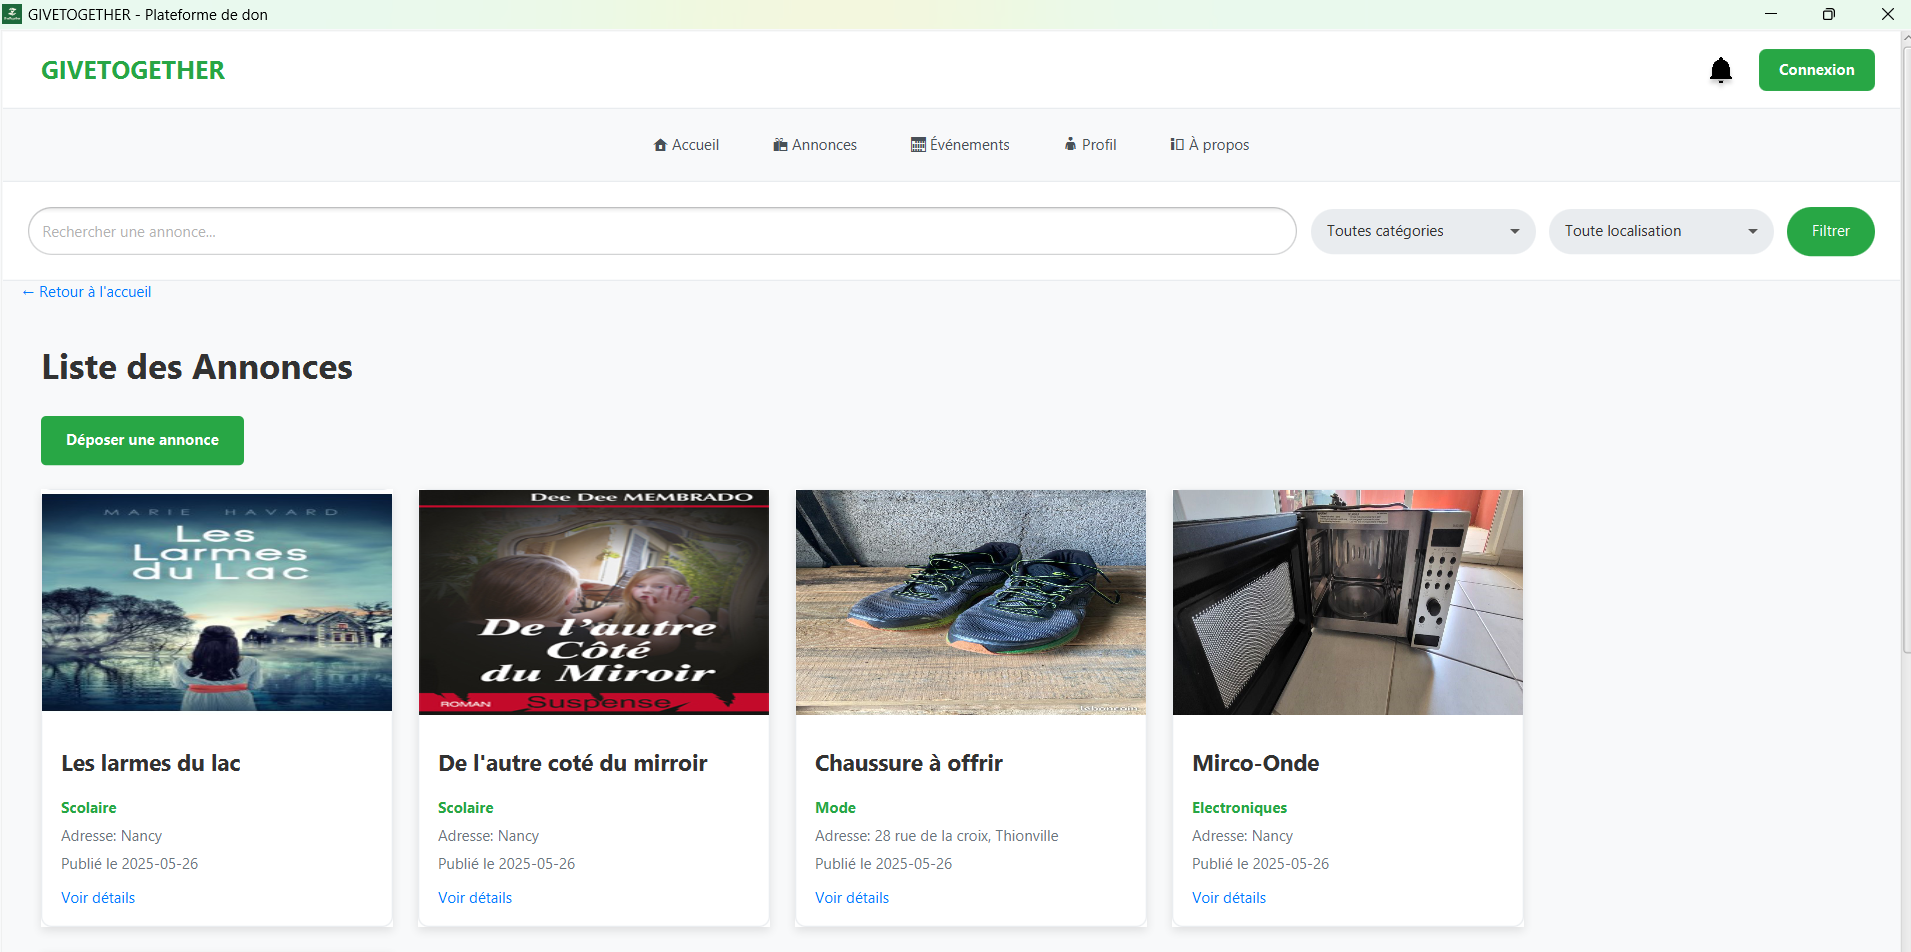 GIVETOGETHER - Plateforme de don
GIVETOGETHER
Connexion
Accueil
Annonces
Événements
Profil
À propos
Rechercher une annonce...
Toutes catégories
Toute localisation
Filtrer
← Retour à l'accueil
Liste des Annonces
Déposer une annonce
MARIE HAVARD
Les
Larmes
du Lac
Dee Dee MEMBRADO
De l'autre
Côté
du Miroir
ROMAN
Suspense
Les larmes du lac
Scolaire
Adresse: Nancy
Publié le 2025-05-26
Voir détails
De l'autre coté du mirroir
Scolaire
Adresse: Nancy
Publié le 2025-05-26
Voir détails
Chaussure à offrir
Mode
Adresse: 28 rue de la croix, Thionville
Publié le 2025-05-26
Voir détails
Mirco-Onde
Electroniques
Adresse: Nancy
Publié le 2025-05-26
Voir détails